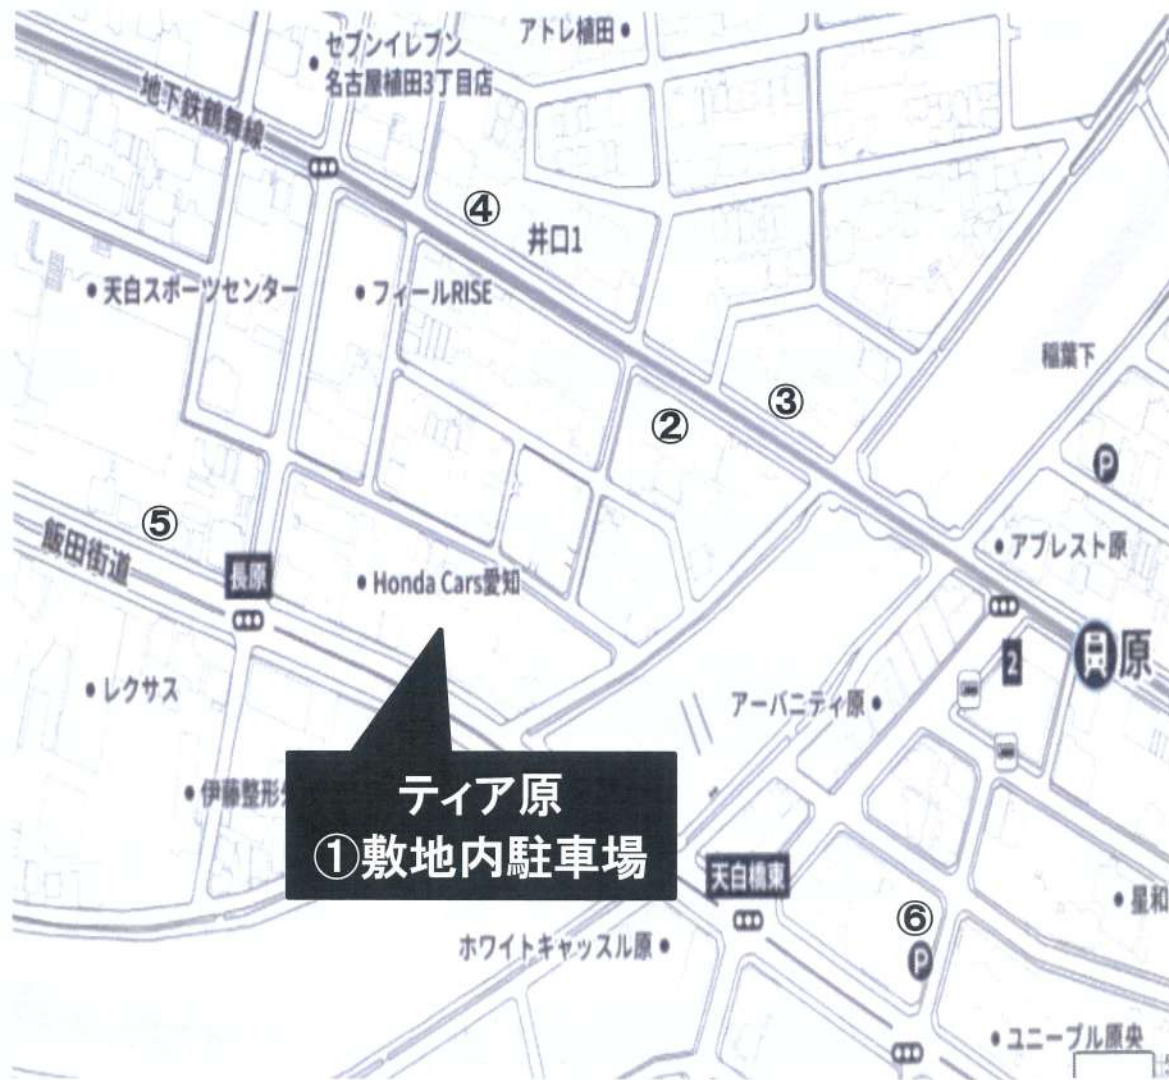 アトレ植田
セブンイレブン
名古屋植田3丁目店
地下鉄鶴舞線
④
井口1
天白スポーツセンター
フィールRISE
稲葉下
③
②
P
⑤
飯田街道
アプレスト原
長原
Honda Cars愛知
2
原
レクサス
アーバニティ原
伊藤整形
ティア原
①敷地内駐車場
天白橋東
星和
⑥
ホワイトキャッスル原
P
ユニーブル原央